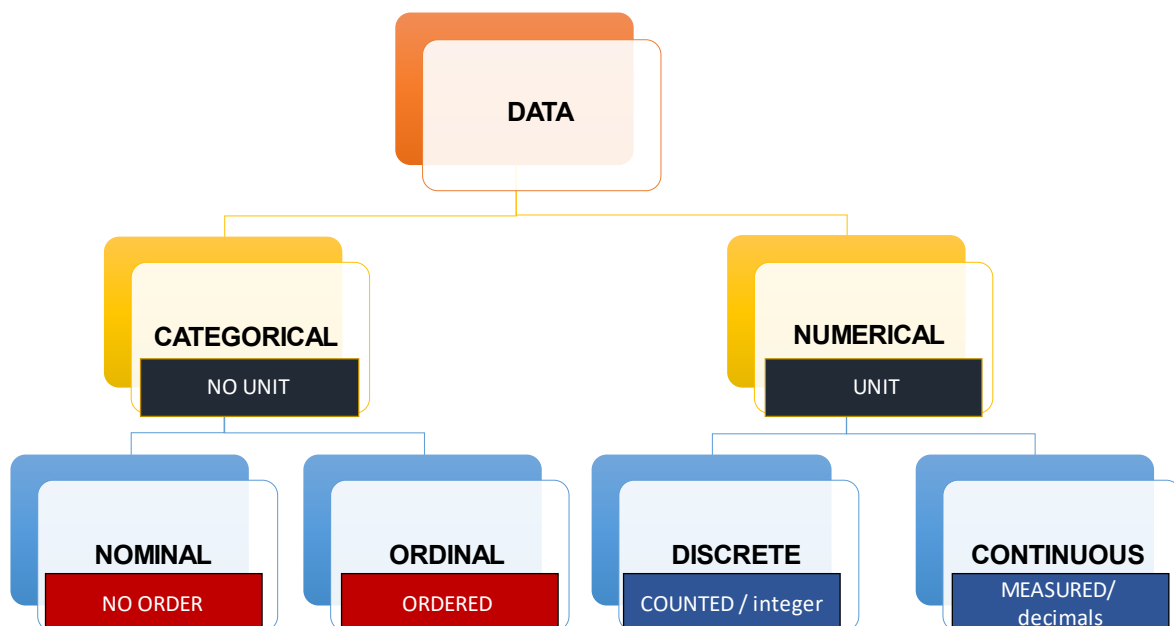 DATA
CATEGORICAL
NO UNIT
NUMERICAL
UNIT
NOMINAL
NO ORDER
ORDINAL
ORDERED
DISCRETE
COUNTED / integer
CONTINUOUS
MEASURED/
decimals